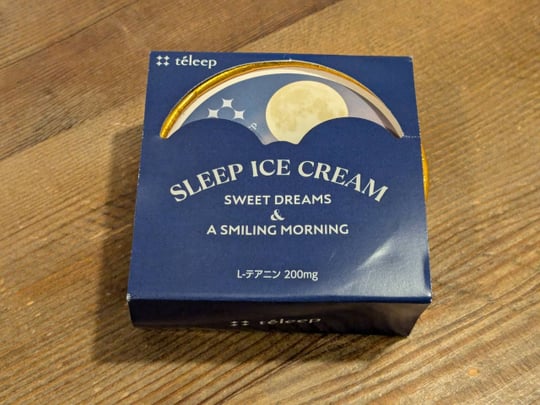 téleep
SLEEP ICE CREAM
SWEET DREAMS
&
A SMILING MORNING
L-テアニン 200mg
téleep